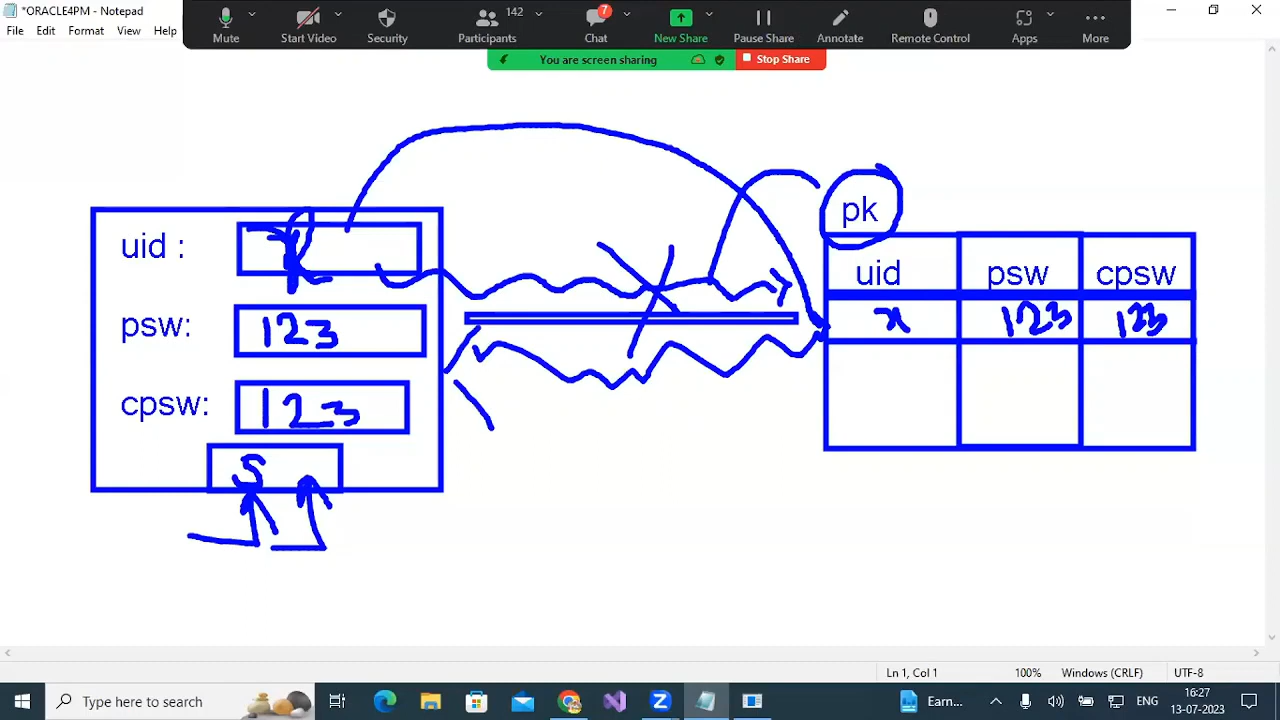 *ORACLE4PM - Notepad
File Edit Format View Help
Mute Start Video Security Participants 142 Chat 7 New Share Pause Share Annotate Remote Control Apps More
You are screen sharing Stop Share
pk
uid :
psw: 123
cpsw: 123
S
uid psw cpsw
x 123 123
Ln 1, Col 1 100% Windows (CRLF) UTF-8
Type here to search
Earn...
ENG
16:27
13-07-2023